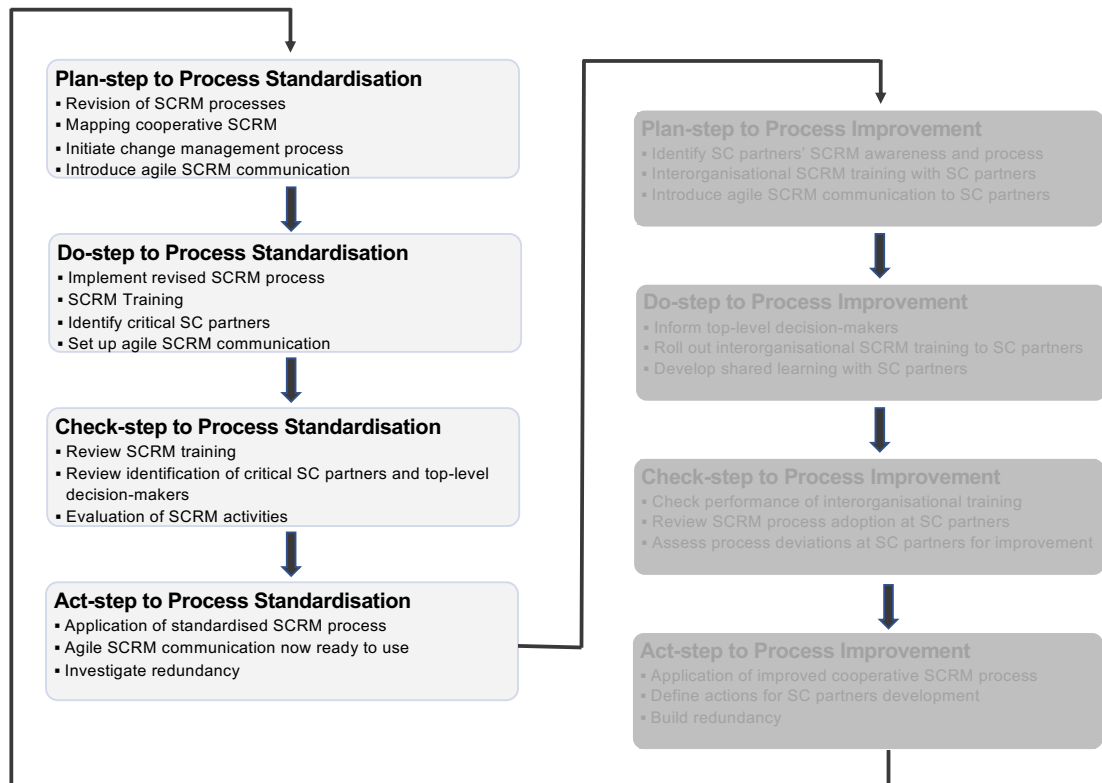 Plan-step to Process Standardisation
▪ Revision of SCRM processes
▪ Mapping cooperative SCRM
▪ Initiate change management process
▪ Introduce agile SCRM communication
Do-step to Process Standardisation
▪ Implement revised SCRM process
▪ SCRM Training
▪ Identify critical SC partners
▪ Set up agile SCRM communication
Check-step to Process Standardisation
▪ Review SCRM training
▪ Review identification of critical SC partners and top-level
decision-makers
▪ Evaluation of SCRM activities
Act-step to Process Standardisation
▪ Application of standardised SCRM process
▪ Agile SCRM communication now ready to use
▪ Investigate redundancy
Plan-step to Process Improvement
▪ Identify SC partners' SCRM awareness and process
▪ Interorganisational SCRM training with SC partners
▪ Introduce agile SCRM communication to SC partners
Do-step to Process Improvement
▪ Inform top-level decision-makers
▪ Roll out interorganisational SCRM training to SC partners
▪ Develop shared learning with SC partners
Check-step to Process Improvement
▪ Check performance of interorganisational training
▪ Review SCRM process adoption at SC partners
▪ Assess process deviations at SC partners for improvement
Act-step to Process Improvement
▪ Application of improved cooperative SCRM process
▪ Define actions for SC partners development
▪ Build redundancy